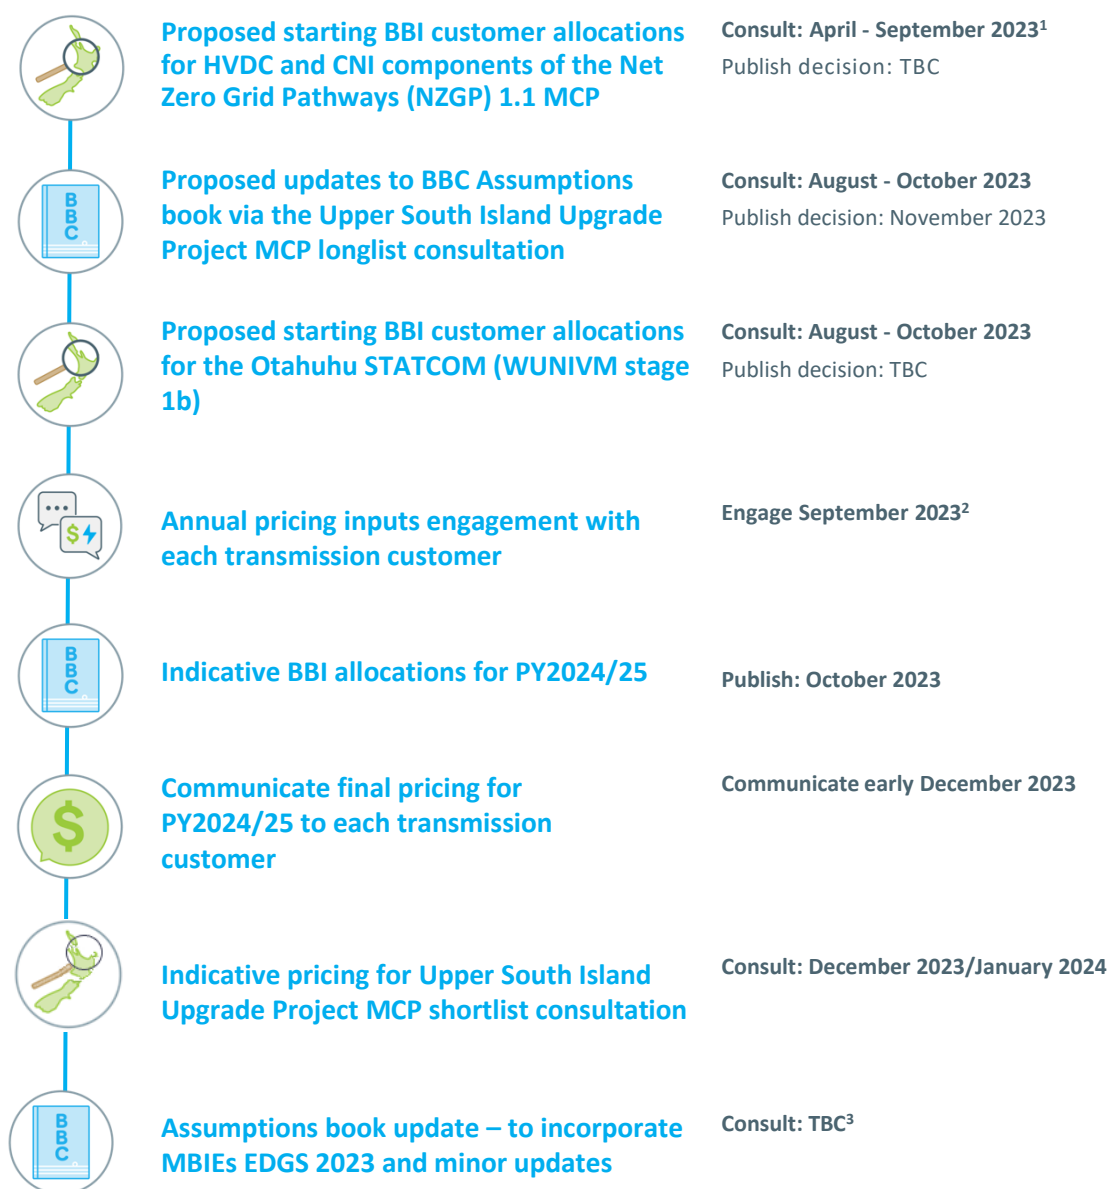 Proposed starting BBI customer allocations
for HVDC and CNI components of the Net
Zero Grid Pathways (NZGP) 1.1 MCP
Consult: April - September 2023¹
Publish decision: TBC
B
B
C
Proposed updates to BBC Assumptions
book via the Upper South Island Upgrade
Project MCP longlist consultation
Consult: August - October 2023
Publish decision: November 2023
Proposed starting BBI customer allocations
for the Otahuhu STATCOM (WUNIVM stage
1b)
Consult: August - October 2023
Publish decision: TBC
$
Annual pricing inputs engagement with
each transmission customer
Engage September 2023²
B
B
C
Indicative BBI allocations for PY2024/25
Publish: October 2023
$
Communicate final pricing for
PY2024/25 to each transmission
customer
Communicate early December 2023
Indicative pricing for Upper South Island
Upgrade Project MCP shortlist consultation
Consult: December 2023/January 2024
B
B
C
Assumptions book update – to incorporate
MBIEs EDGS 2023 and minor updates
Consult: TBC³